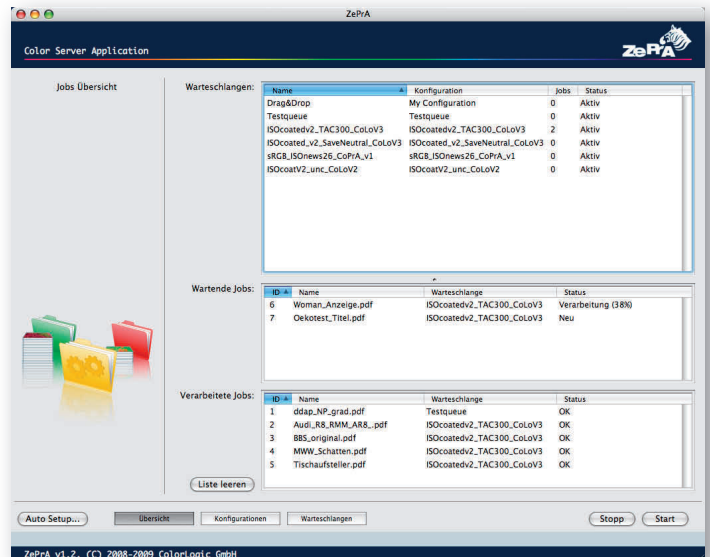 ZePrA
Color Server Application
ZePrA
Jobs Übersicht
Warteschlangen:
Name Konfiguration Jobs Status
Drag&Drop My Configuration 0 Aktiv
Testqueue Testqueue 0 Aktiv
ISOcoatedv2_TAC300_CoLoV3 ISOcoatedv2_TAC300_CoLoV3 2 Aktiv
ISOcoated_v2_SaveNeutral_CoLoV3 ISOcoated_v2_SaveNeutral_CoLoV3 0 Aktiv
sRGB_ISOnews26_CoPrA_v1 sRGB_ISOnews26_CoPrA_v1 0 Aktiv
ISOcoatV2_unc_CoLoV2 ISOcoatV2_unc_CoLoV2 0 Aktiv
Wartende Jobs:
ID Name Warteschlange Status
6 Woman_Anzeige.pdf ISOcoatedv2_TAC300_CoLoV3 Verarbeitung (38%)
7 Oekotest_Titel.pdf ISOcoatedv2_TAC300_CoLoV3 Neu
Verarbeitete Jobs:
ID Name Warteschlange Status
1 ddap_NP_grad.pdf Testqueue OK
2 Audi_R8_RMM_AR8_.pdf ISOcoatedv2_TAC300_CoLoV3 OK
3 BBS_original.pdf ISOcoatedv2_TAC300_CoLoV3 OK
4 MWW_Schatten.pdf ISOcoatedv2_TAC300_CoLoV3 OK
5 Tischaufsteller.pdf ISOcoatedv2_TAC300_CoLoV3 OK
Liste leeren
Auto Setup... Übersicht Konfigurationen Warteschlangen Stopp Start
ZePrA v1.2, (C) 2008-2009 ColorLogic GmbH